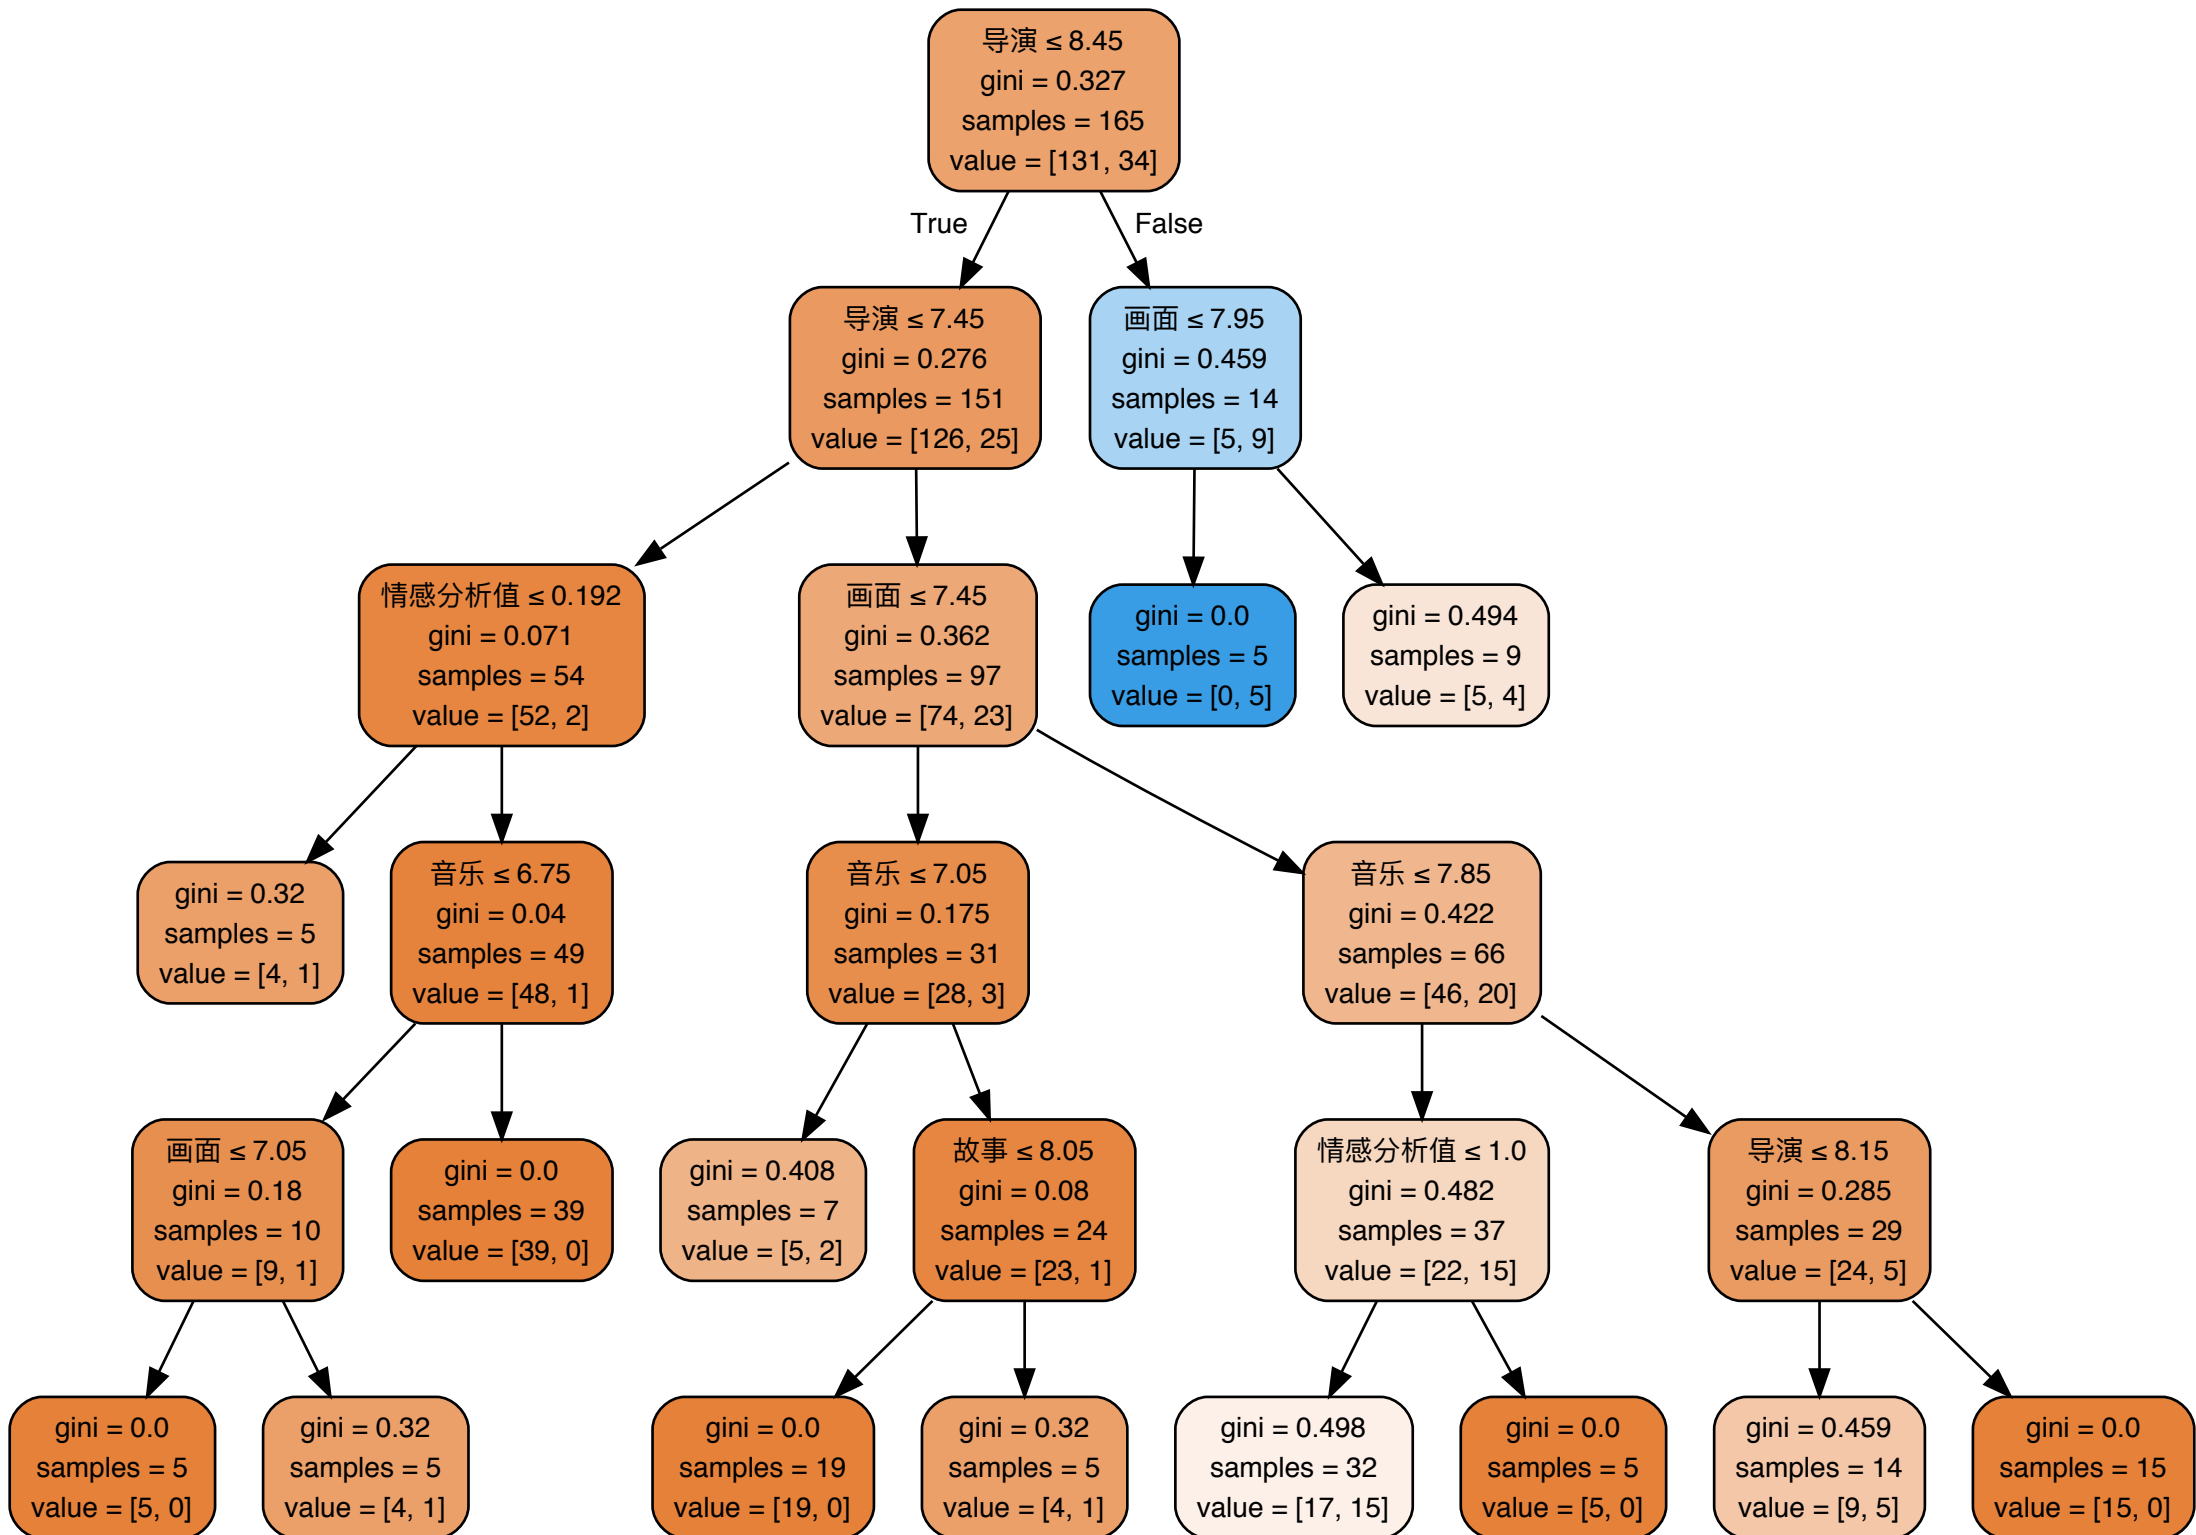 导演 ≤ 8.45
gini = 0.327
samples = 165
value = [131, 34]
True
False
导演 ≤ 7.45
gini = 0.276
samples = 151
value = [126, 25]
画面 ≤ 7.95
gini = 0.459
samples = 14
value = [5, 9]
情感分析值 ≤ 0.192
gini = 0.071
samples = 54
value = [52, 2]
画面 ≤ 7.45
gini = 0.362
samples = 97
value = [74, 23]
gini = 0.0
samples = 5
value = [0, 5]
gini = 0.494
samples = 9
value = [5, 4]
gini = 0.32
samples = 5
value = [4, 1]
音乐 ≤ 6.75
gini = 0.04
samples = 49
value = [48, 1]
音乐 ≤ 7.05
gini = 0.175
samples = 31
value = [28, 3]
音乐 ≤ 7.85
gini = 0.422
samples = 66
value = [46, 20]
画面 ≤ 7.05
gini = 0.18
samples = 10
value = [9, 1]
gini = 0.0
samples = 39
value = [39, 0]
gini = 0.408
samples = 7
value = [5, 2]
故事 ≤ 8.05
gini = 0.08
samples = 24
value = [23, 1]
情感分析值 ≤ 1.0
gini = 0.482
samples = 37
value = [22, 15]
导演 ≤ 8.15
gini = 0.285
samples = 29
value = [24, 5]
gini = 0.0
samples = 5
value = [5, 0]
gini = 0.32
samples = 5
value = [4, 1]
gini = 0.0
samples = 19
value = [19, 0]
gini = 0.32
samples = 5
value = [4, 1]
gini = 0.498
samples = 32
value = [17, 15]
gini = 0.0
samples = 5
value = [5, 0]
gini = 0.459
samples = 14
value = [9, 5]
gini = 0.0
samples = 15
value = [15, 0]